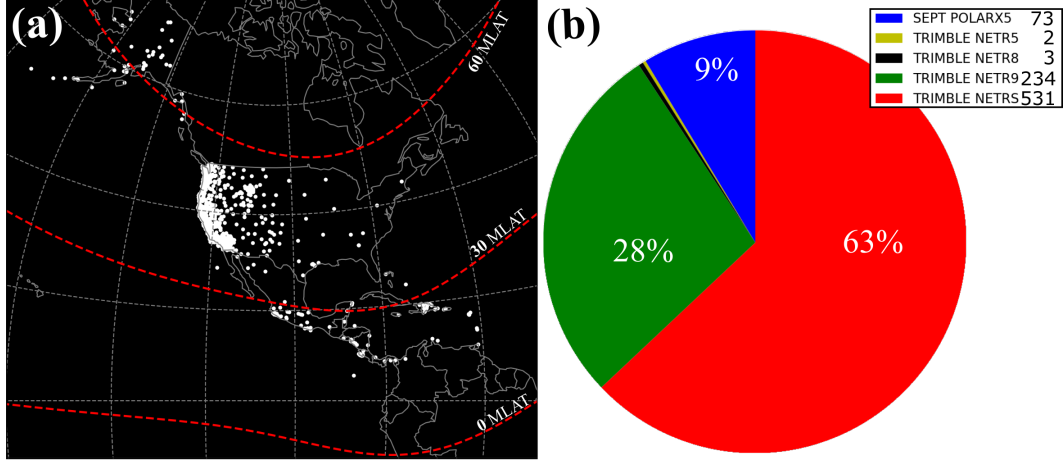 (a)
60 MLAT
30 MLAT
0 MLAT
(b)
SEPT POLARX5 73
TRIMBLE NETR5 2
TRIMBLE NETR8 3
TRIMBLE NETR9 234
TRIMBLE NETRS 531
9%
28%
63%